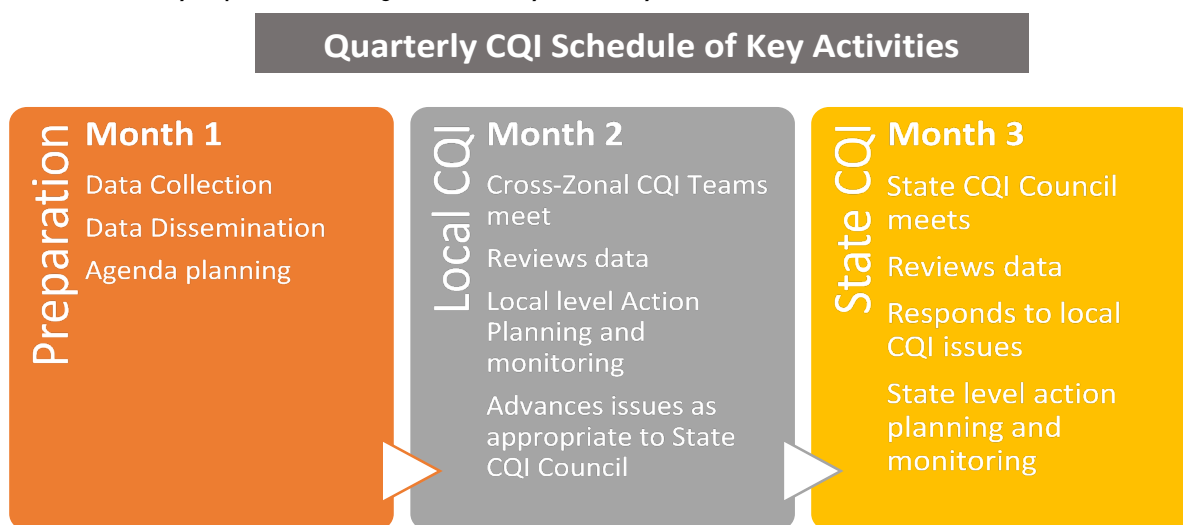 Quarterly CQI Schedule of Key Activities
Preparation
Month 1
Data Collection
Data Dissemination
Agenda planning
Local CQI
Month 2
Cross-Zonal CQI Teams
meet
Reviews data
Local level Action
Planning and
monitoring
Advances issues as
appropriate to State
CQI Council
State CQI
Month 3
State CQI Council
meets
Reviews data
Responds to local
CQI issues
State level action
planning and
monitoring